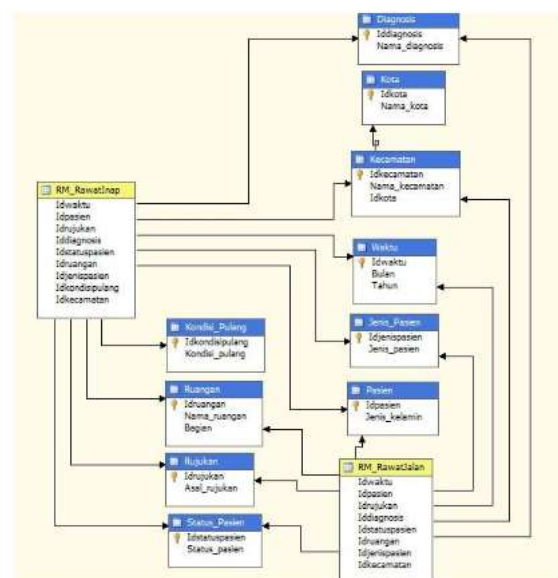 Diagnosis
Iddiagnosis
Nama_diagnosis
Kota
Idkota
Nama_kota
Kecamatan
Idkecamatan
Nama_kecamatan
Idkota
RM_RawatInap
Idwaktu
Idpasien
Idrujukan
Iddiagnosis
Idstatuspasien
Idruangan
Idjenispasien
Idkondisipulang
Idkecamatan
Waktu
Idwaktu
Bulan
Tahun
Jenis_Pasien
Idjenispasien
Jenis_pasien
Kondisi_Pulang
Idkondisipulang
Kondisi_pulang
Ruangan
Idruangan
Nama_ruangan
Bagian
Pasien
Idpasien
Jenis_kelamin
Rujukan
Idrujukan
Asal_rujukan
Status_Pasien
Idstatuspasien
Status_pasien
RM_RawatJalan
Idwaktu
Idpasien
Idrujukan
Iddiagnosis
Idstatuspasien
Idruangan
Idjenispasien
Idkecamatan